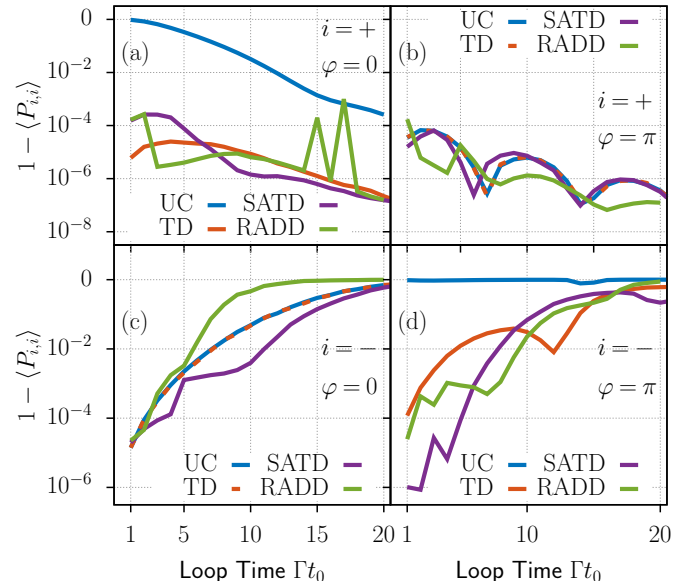 1 − ⟨P_{i,i}⟩
0
10^{−2}
10^{−4}
10^{−6}
10^{−8}
(a)
i = +
φ = 0
UC SATD
TD RADD
UC SATD
TD RADD
(b)
i = +
φ = π
1 − ⟨P_{i,i}⟩
0
10^{−2}
10^{−4}
10^{−6}
(c)
i = −
φ = 0
UC SATD
TD RADD
1 5 10 15 20
Loop Time Γt_0
(d)
i = −
φ = π
UC SATD
TD RADD
1 10 20
Loop Time Γt_0